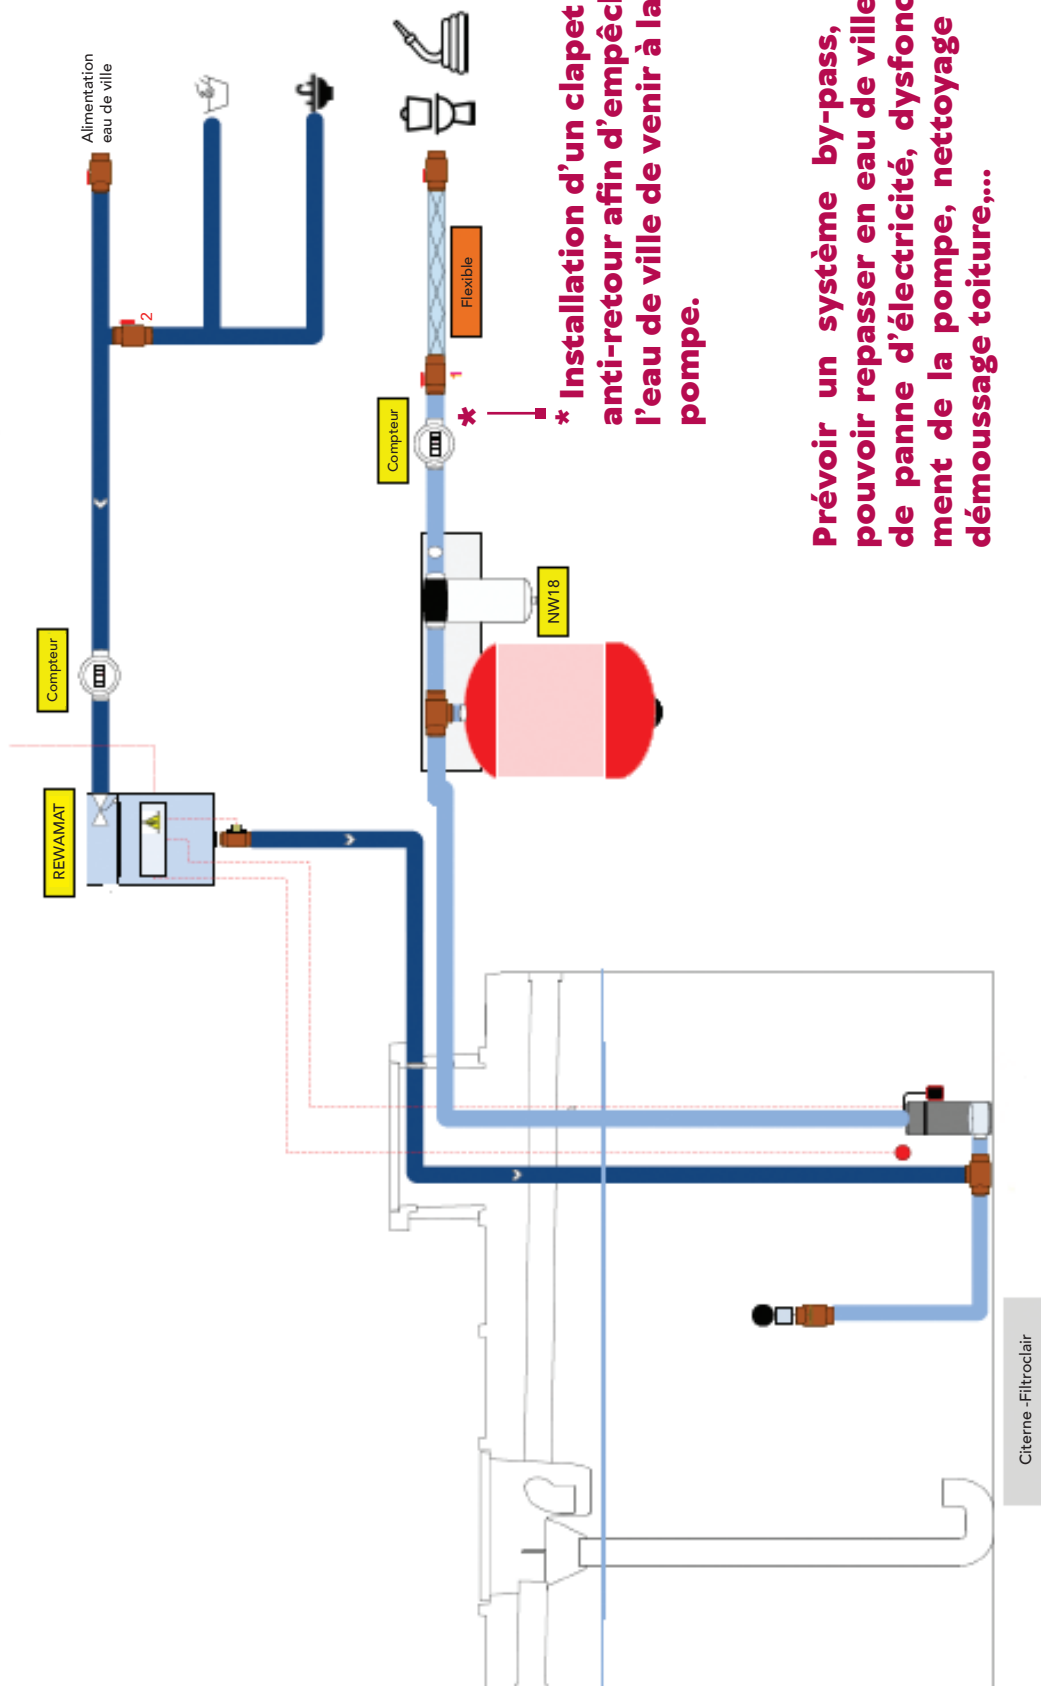 Alimentation
eau de ville
2
Compteur
REWAMAT
Flexible
1
Compteur
NW18
*
* Installation d'un clapet
anti-retour afin d'empêch
l'eau de ville de venir à la
pompe.
Prévoir un système by-pass,
pouvoir repasser en eau de ville
de panne d'électricité, dysfonc
ment de la pompe, nettoyage
démoussage toiture,...
Citerne -Filtroclair